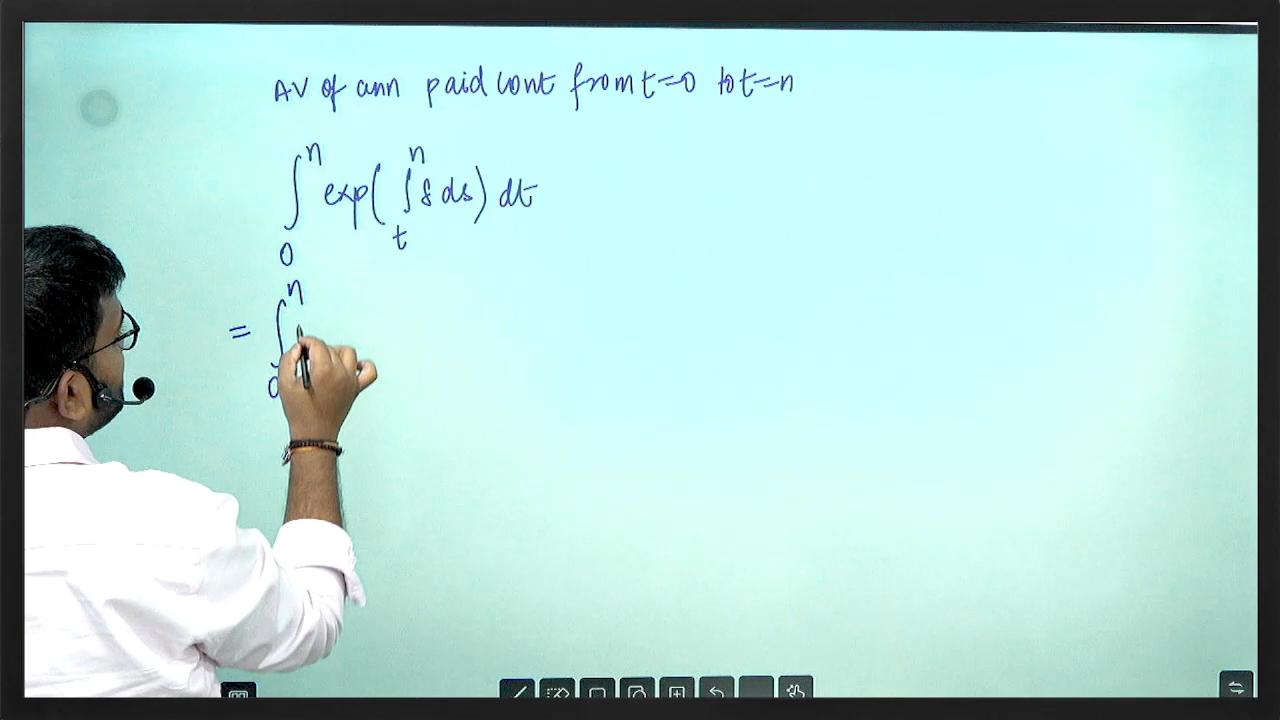 AV of ann paid cont from t=0 to t=n
∫₀ⁿ exp( ∫ₜⁿ δ ds ) dt
= ∫₀ⁿ